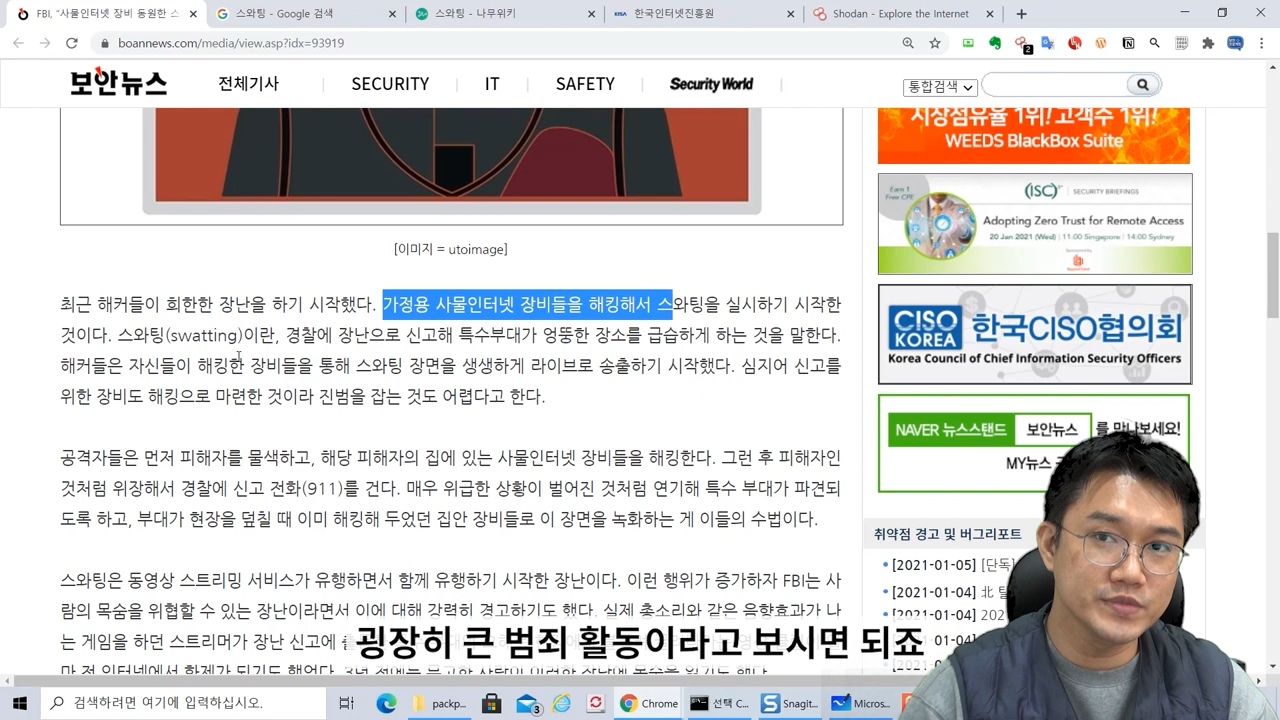 FBI, "사물인터넷 장비 동원한 스
스와팅 - Google 검색
스와팅 - 나무위키
KISA
한국인터넷진흥원
Shodan - Explore the Internet
boannews.com/media/view.asp?idx=93919
보안뉴스
전체기사
SECURITY
IT
SAFETY
Security World
통합검색
시장점유율 1위! 고객수 1위!
WEEDS BlackBox Suite
Earn 1
Free CPE
(ISC)²
SECURITY BRIEFINGS
Adopting Zero Trust for Remote Access
20 Jan 2021 (Wed) | 11:00 Singapore | 14:00 Sydney
[이미지 = utoimage]
최근 해커들이 희한한 장난을 하기 시작했다. 가정용 사물인터넷 장비들을 해킹해서 스와팅을 실시하기 시작한
것이다. 스와팅(swatting)이란, 경찰에 장난으로 신고해 특수부대가 엉뚱한 장소를 급습하게 하는 것을 말한다.
해커들은 자신들이 해킹한 장비들을 통해 스와팅 장면을 생생하게 라이브로 송출하기 시작했다. 심지어 신고를
위한 장비도 해킹으로 마련한 것이라 진범을 잡는 것도 어렵다고 한다.
CISO
KOREA
한국CISO협의회
Korea Council of Chief Information Security Officers
NAVER 뉴스스탠드
보안뉴스
를 만나보세요!
MY뉴스
공격자들은 먼저 피해자를 물색하고, 해당 피해자의 집에 있는 사물인터넷 장비들을 해킹한다. 그런 후 피해자인
것처럼 위장해서 경찰에 신고 전화(911)를 건다. 매우 위급한 상황이 벌어진 것처럼 연기해 특수 부대가 파견되
도록 하고, 부대가 현장을 덮칠 때 이미 해킹해 두었던 집안 장비들로 이 장면을 녹화하는 게 이들의 수법이다.
취약점 경고 및 버그리포트
[2021-01-05] [단독]
[2021-01-04] 北
[2021-01-04] 202
스와팅은 동영상 스트리밍 서비스가 유행하면서 함께 유행하기 시작한 장난이다. 이런 행위가 증가하자 FBI는 사
람의 목숨을 위협할 수 있는 장난이라면서 이에 대해 강력히 경고하기도 했다. 실제 총소리와 같은 음향효과가 나
는 게임을 하던 스트리머가 장난 신고에
굉장히 큰 범죄 활동이라고 보시면 되죠
검색하려면 여기에 입력하십시오.
packp...
3
Chrome
선택 C...
Snagit...
Micros...